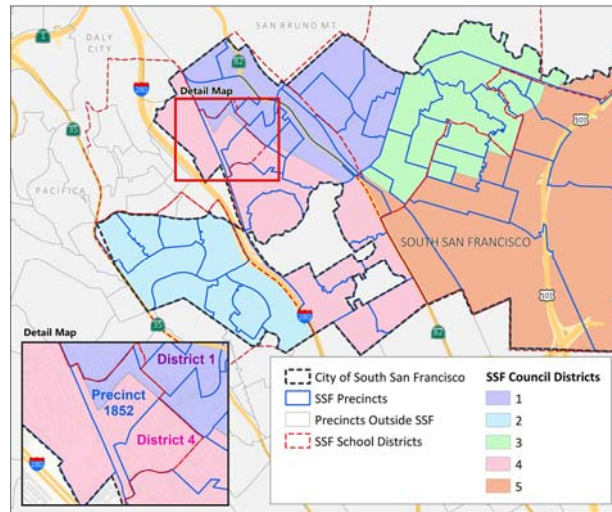 SAN BRUNO MT.
DALY
CITY
1
82
280
Detail Map
35
101
PACIFICA
SOUTH SAN FRANCISCO
101
35
280
82
Detail Map
District 1
Precinct
1852
District 4
280
City of South San Francisco
SSF Precincts
Precincts Outside SSF
SSF School Districts
SSF Council Districts
1
2
3
4
5